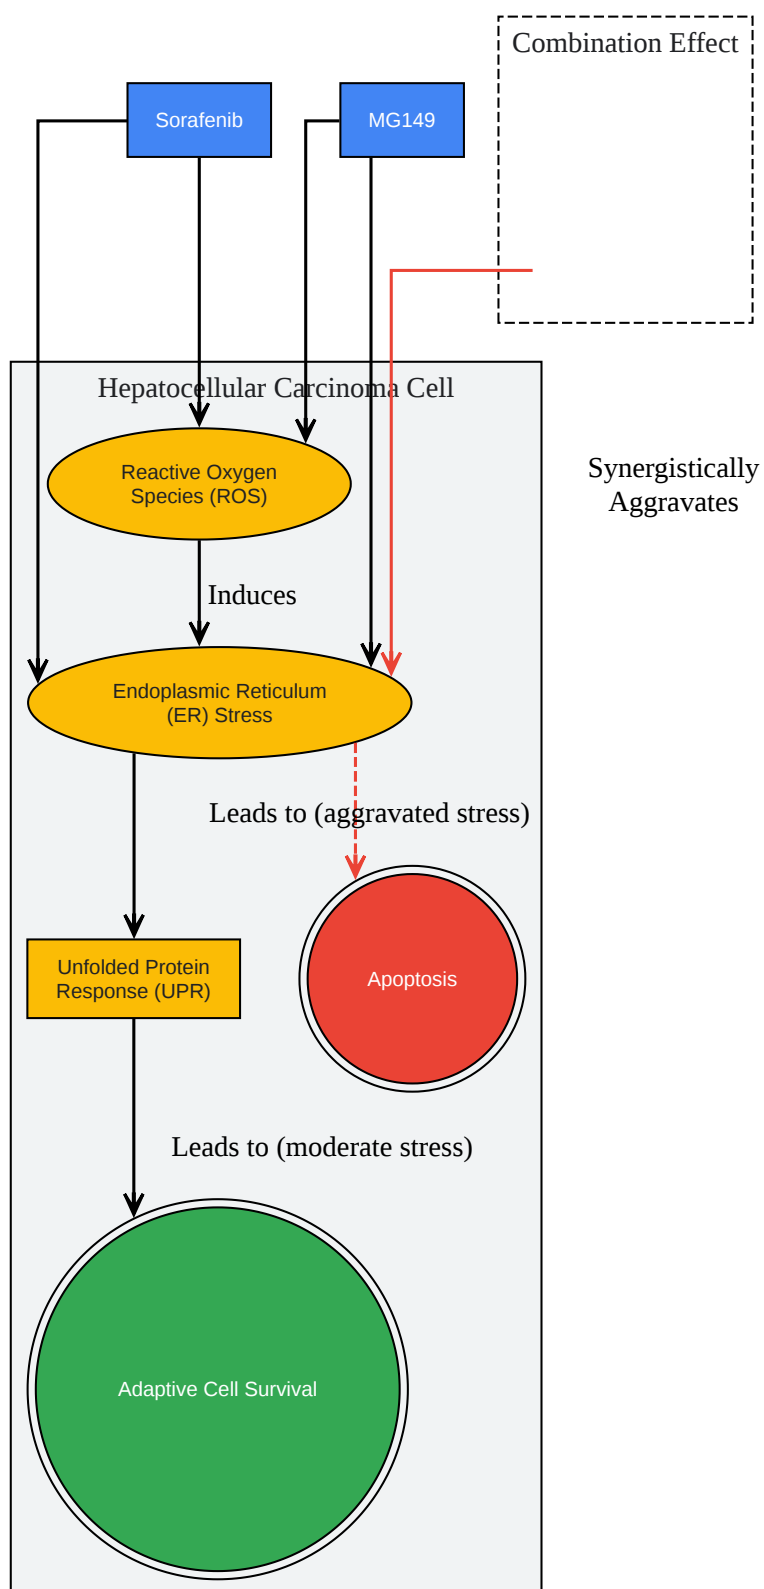 Combination Effect
Sorafenib
MG149
Hepatocellular Carcinoma Cell
Synergistically
Aggravates
Reactive Oxygen
Species (ROS)
Induces
Endoplasmic Reticulum
(ER) Stress
Leads to (aggravated stress)
Unfolded Protein
Response (UPR)
Apoptosis
Leads to (moderate stress)
Adaptive Cell Survival